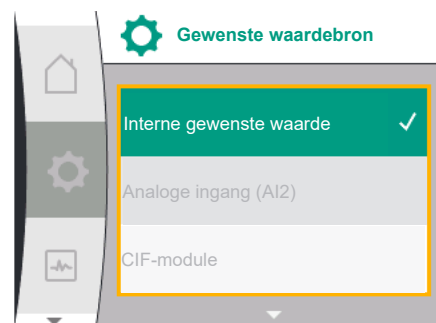 Gewenste waardebron
Interne gewenste waarde
Analoge ingang (AI2)
CIF-module